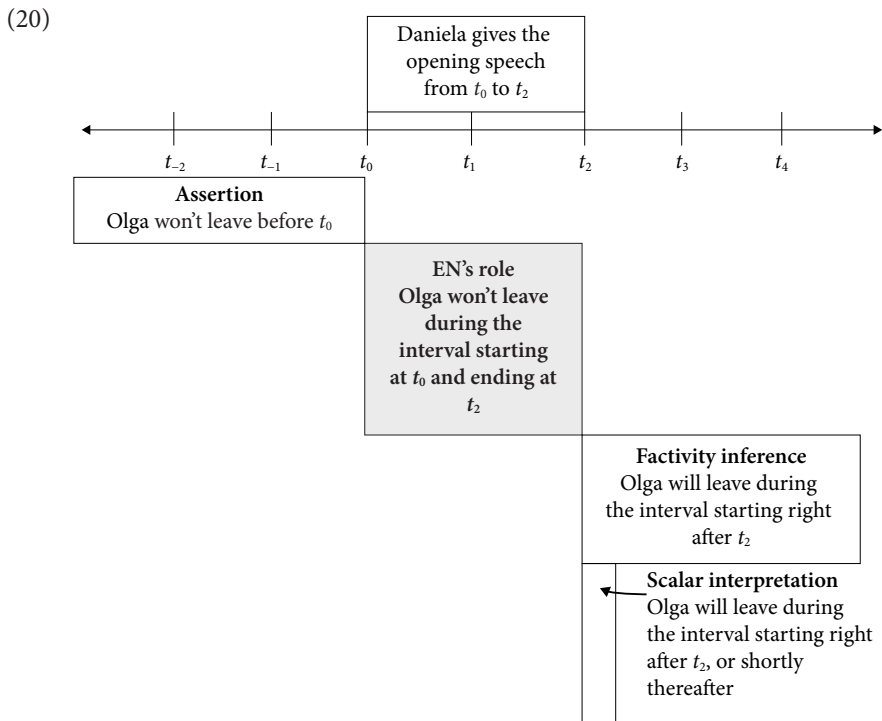 (20)
Daniela gives the
opening speech
from t₀ to t₂
t₋₂ t₋₁ t₀ t₁ t₂ t₃ t₄
Assertion
Olga won’t leave before t₀
EN’s role
Olga won’t leave
during the
interval starting
at t₀ and ending at
t₂
Factivity inference
Olga will leave during
the interval starting right
after t₂
Scalar interpretation
Olga will leave during
the interval starting right
after t₂, or shortly
thereafter